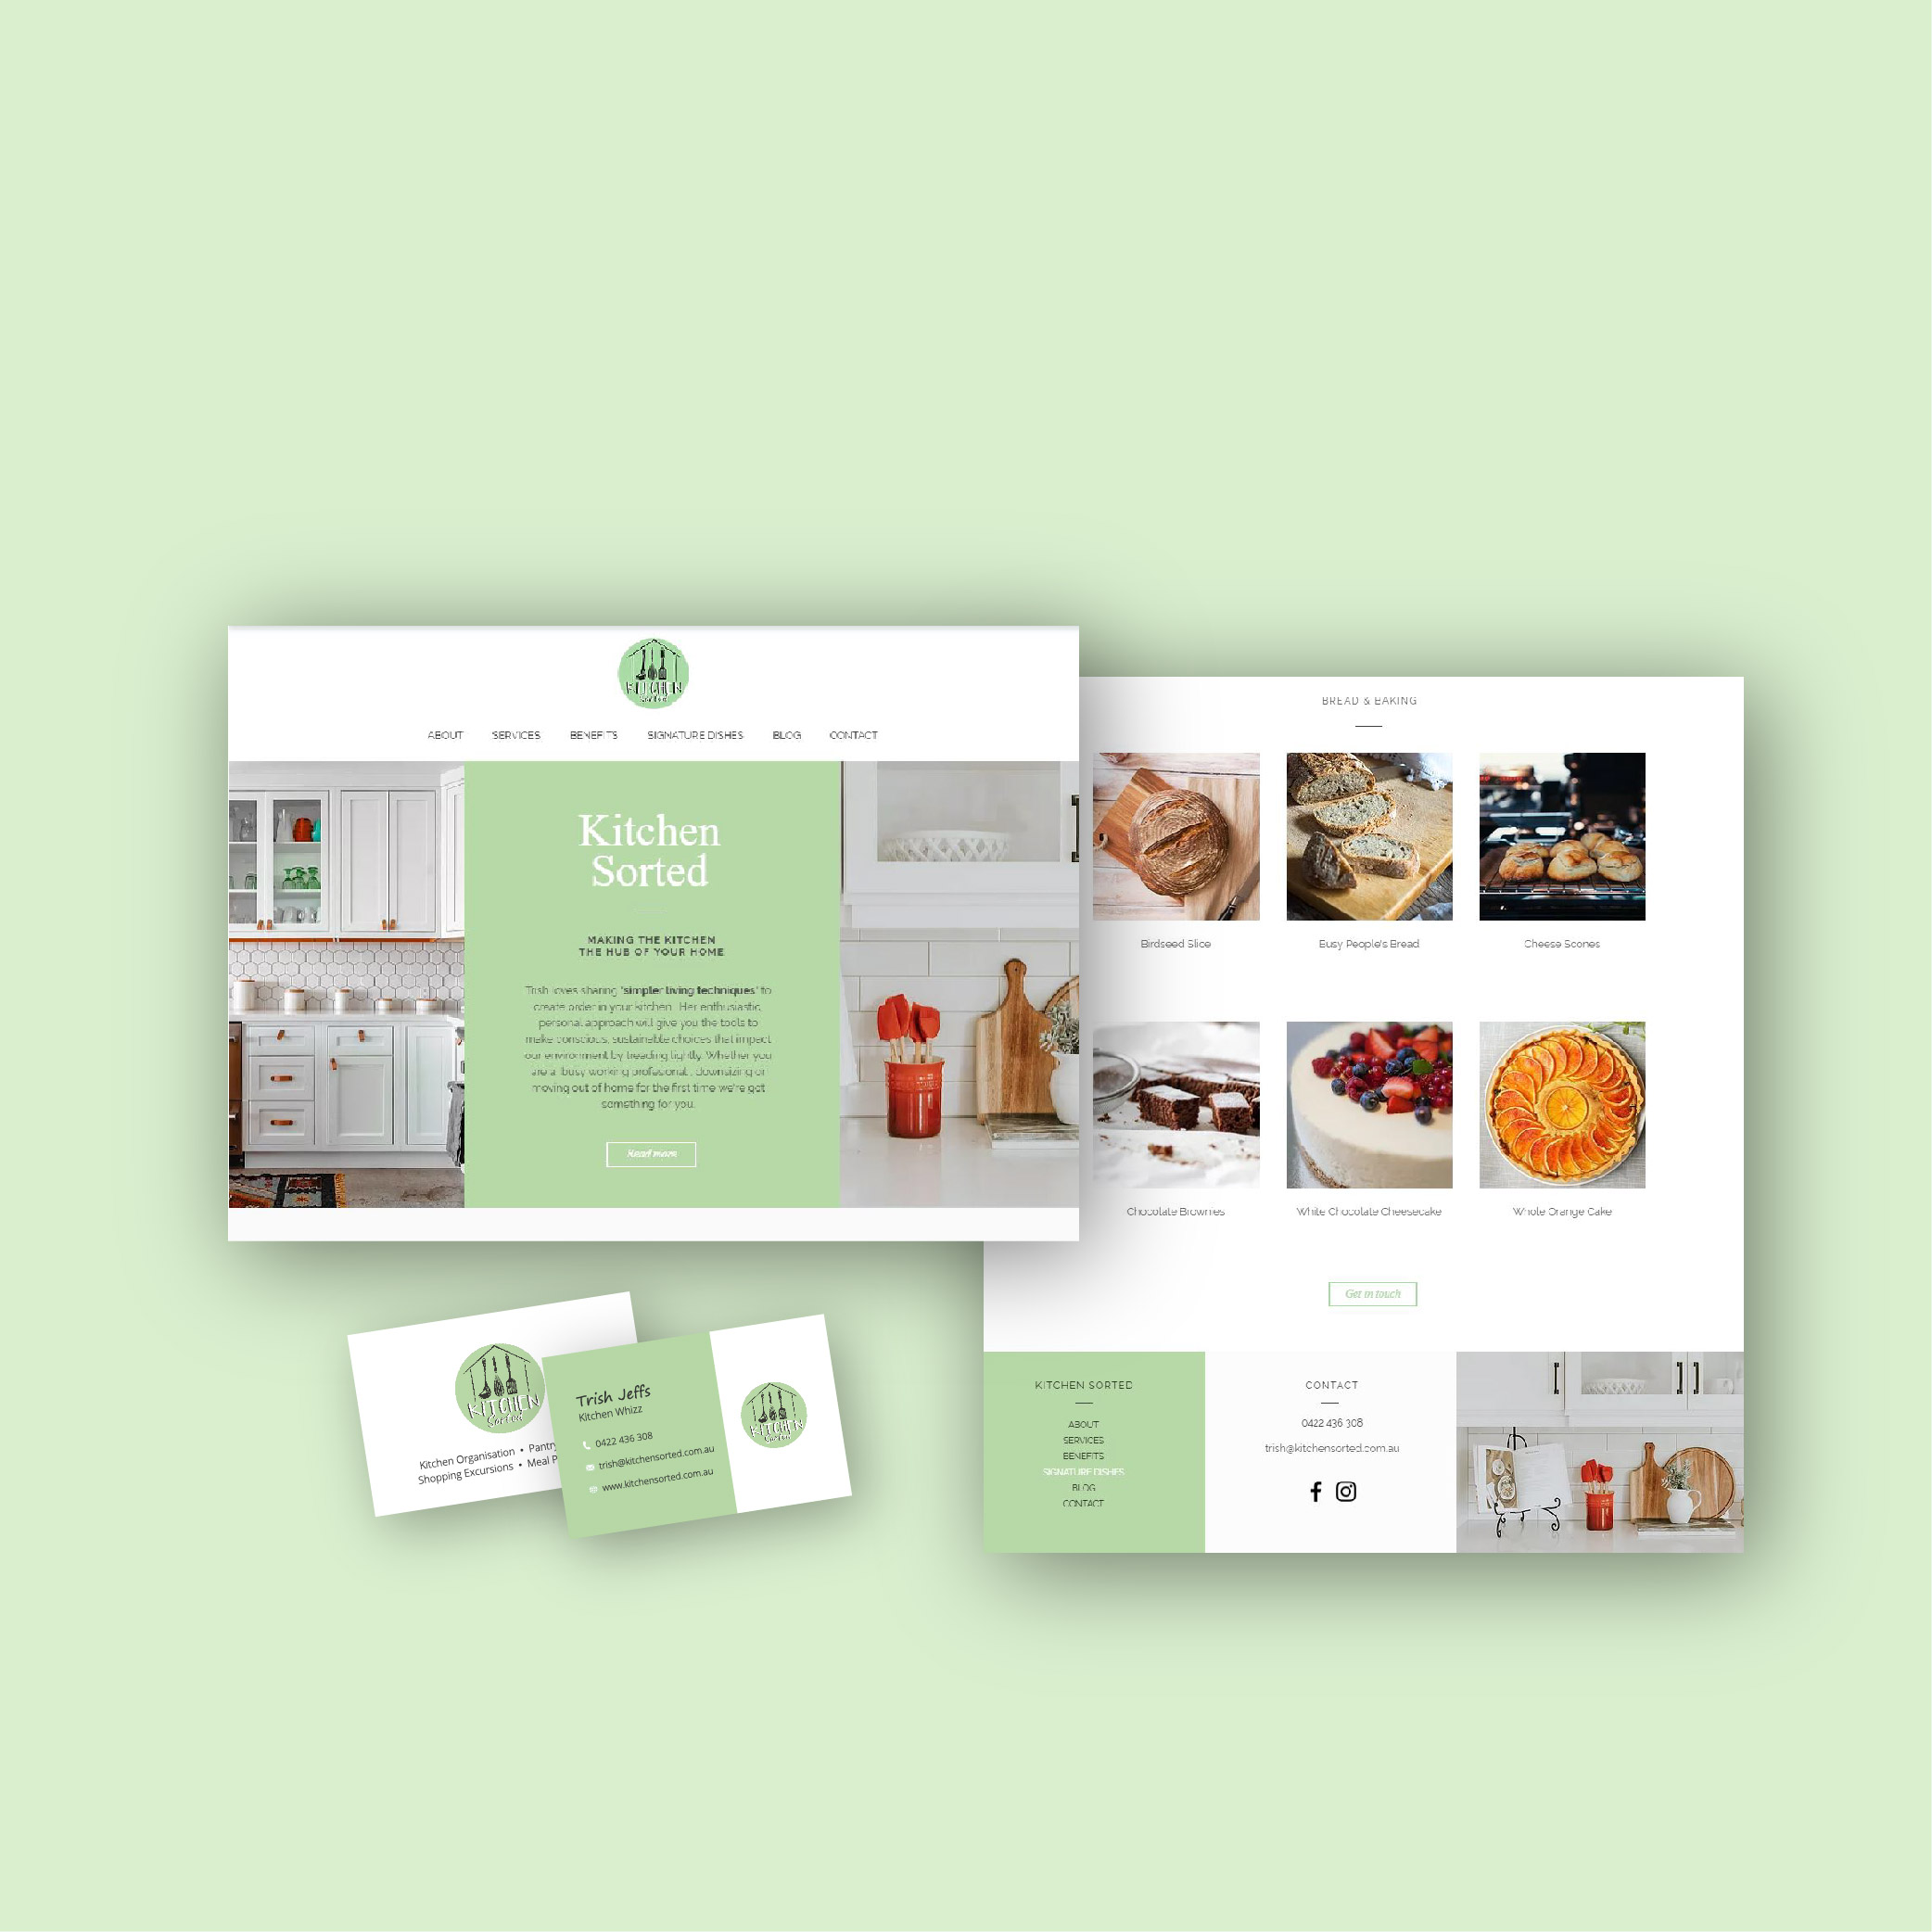 KITCHEN
Sorted
ABOUT SERVICES BENEFITS SIGNATURE DISHES BLOG CONTACT
Kitchen
Sorted
MAKING THE KITCHEN
THE HUB OF YOUR HOME
Trish loves sharing 'simpler living techniques' to
create order in your kitchen. Her enthusiastic,
personal approach will give you the tools to
make conscious, sustainable choices that impact
our environment by treading lightly. Whether you
are a busy working profesional, downsizing or
moving out of home for the first time we're got
something for you.
Read more
BREAD & BAKING
Birdseed Slice
Busy People's Bread
Cheese Scones
Chocolate Brownies
White Chocolate Cheesecake
Whole Orange Cake
Get in touch
KITCHEN SORTED
ABOUT
SERVICES
BENEFITS
SIGNATURE DISHES
BLOG
CONTACT
CONTACT
0422 436 308
trish@kitchensorted.com.au
KITCHEN
Sorted
Kitchen Organisation • Pantry
Shopping Excursions • Meal P
Trish Jeffs
Kitchen Whizz
0422 436 308
trish@kitchensorted.com.au
www.kitchensorted.com.au
KITCHEN
Sorted